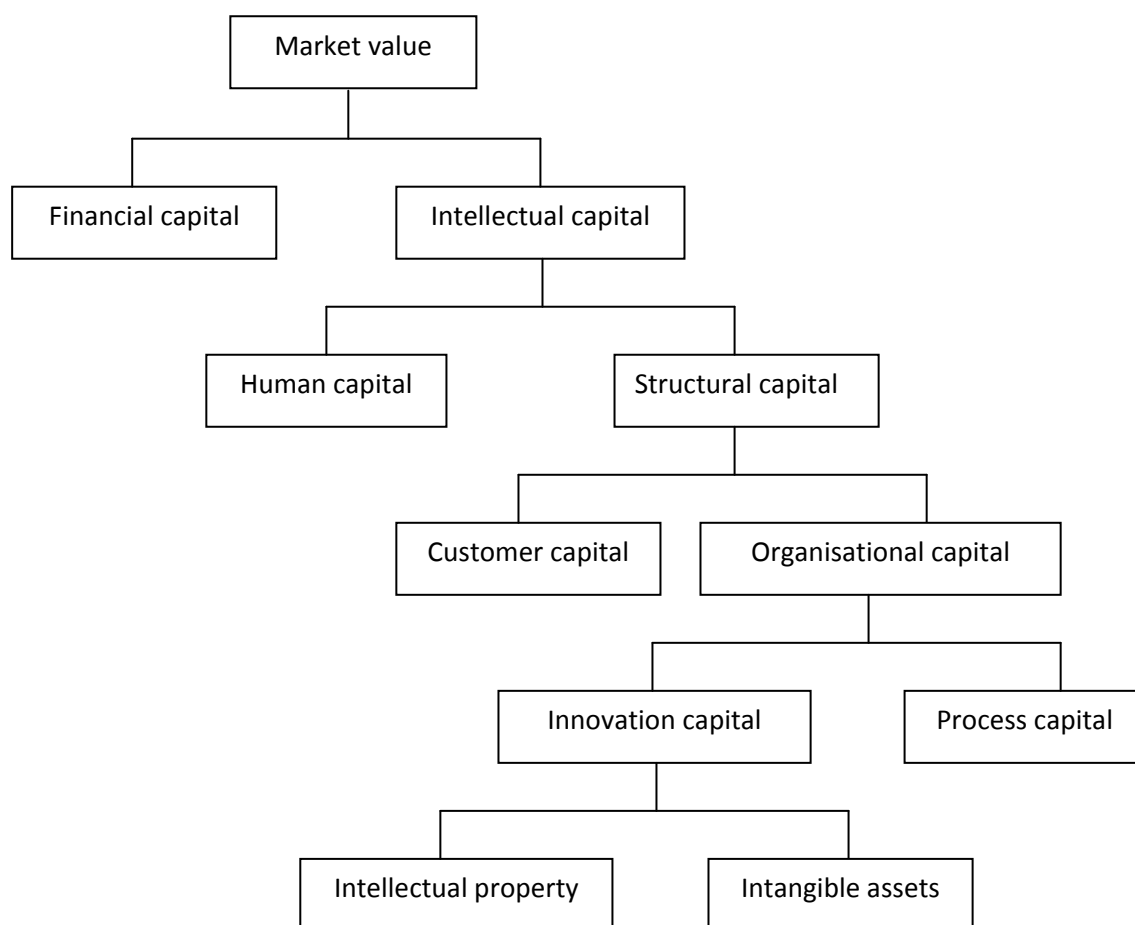 Market value
Financial capital
Intellectual capital
Human capital
Structural capital
Customer capital
Organisational capital
Innovation capital
Process capital
Intellectual property
Intangible assets